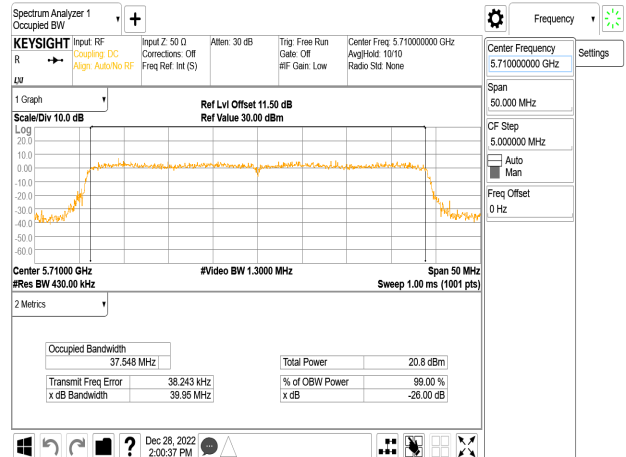 Spectrum Analyzer 1
Occupied BW
Frequency
KEYSIGHT
R
Input: RF
Coupling: DC
Align: Auto/No RF
Input Z: 50 Ω
Corrections: Off
Freq Ref: Int (S)
Atten: 30 dB
Trig: Free Run
Gate: Off
#IF Gain: Low
Center Freq: 5.710000000 GHz
Avg|Hold: 10/10
Radio Std: None
Center Frequency
5.710000000 GHz
Settings
Span
50.000 MHz
CF Step
5.000000 MHz
Auto
Man
Freq Offset
0 Hz
1 Graph
Scale/Div 10.0 dB
Ref Lvl Offset 11.50 dB
Ref Value 30.00 dBm
Log
20.0
10.0
0.00
-10.0
-20.0
-30.0
-40.0
-50.0
-60.0
Center 5.71000 GHz
#Video BW 1.3000 MHz
Span 50 MHz
#Res BW 430.00 kHz
Sweep 1.00 ms (1001 pts)
2 Metrics
Occupied Bandwidth
37.548 MHz
Total Power 20.8 dBm
Transmit Freq Error 38.243 kHz
% of OBW Power 99.00 %
x dB Bandwidth 39.95 MHz
x dB -26.00 dB
?
Dec 28, 2022
2:00:37 PM